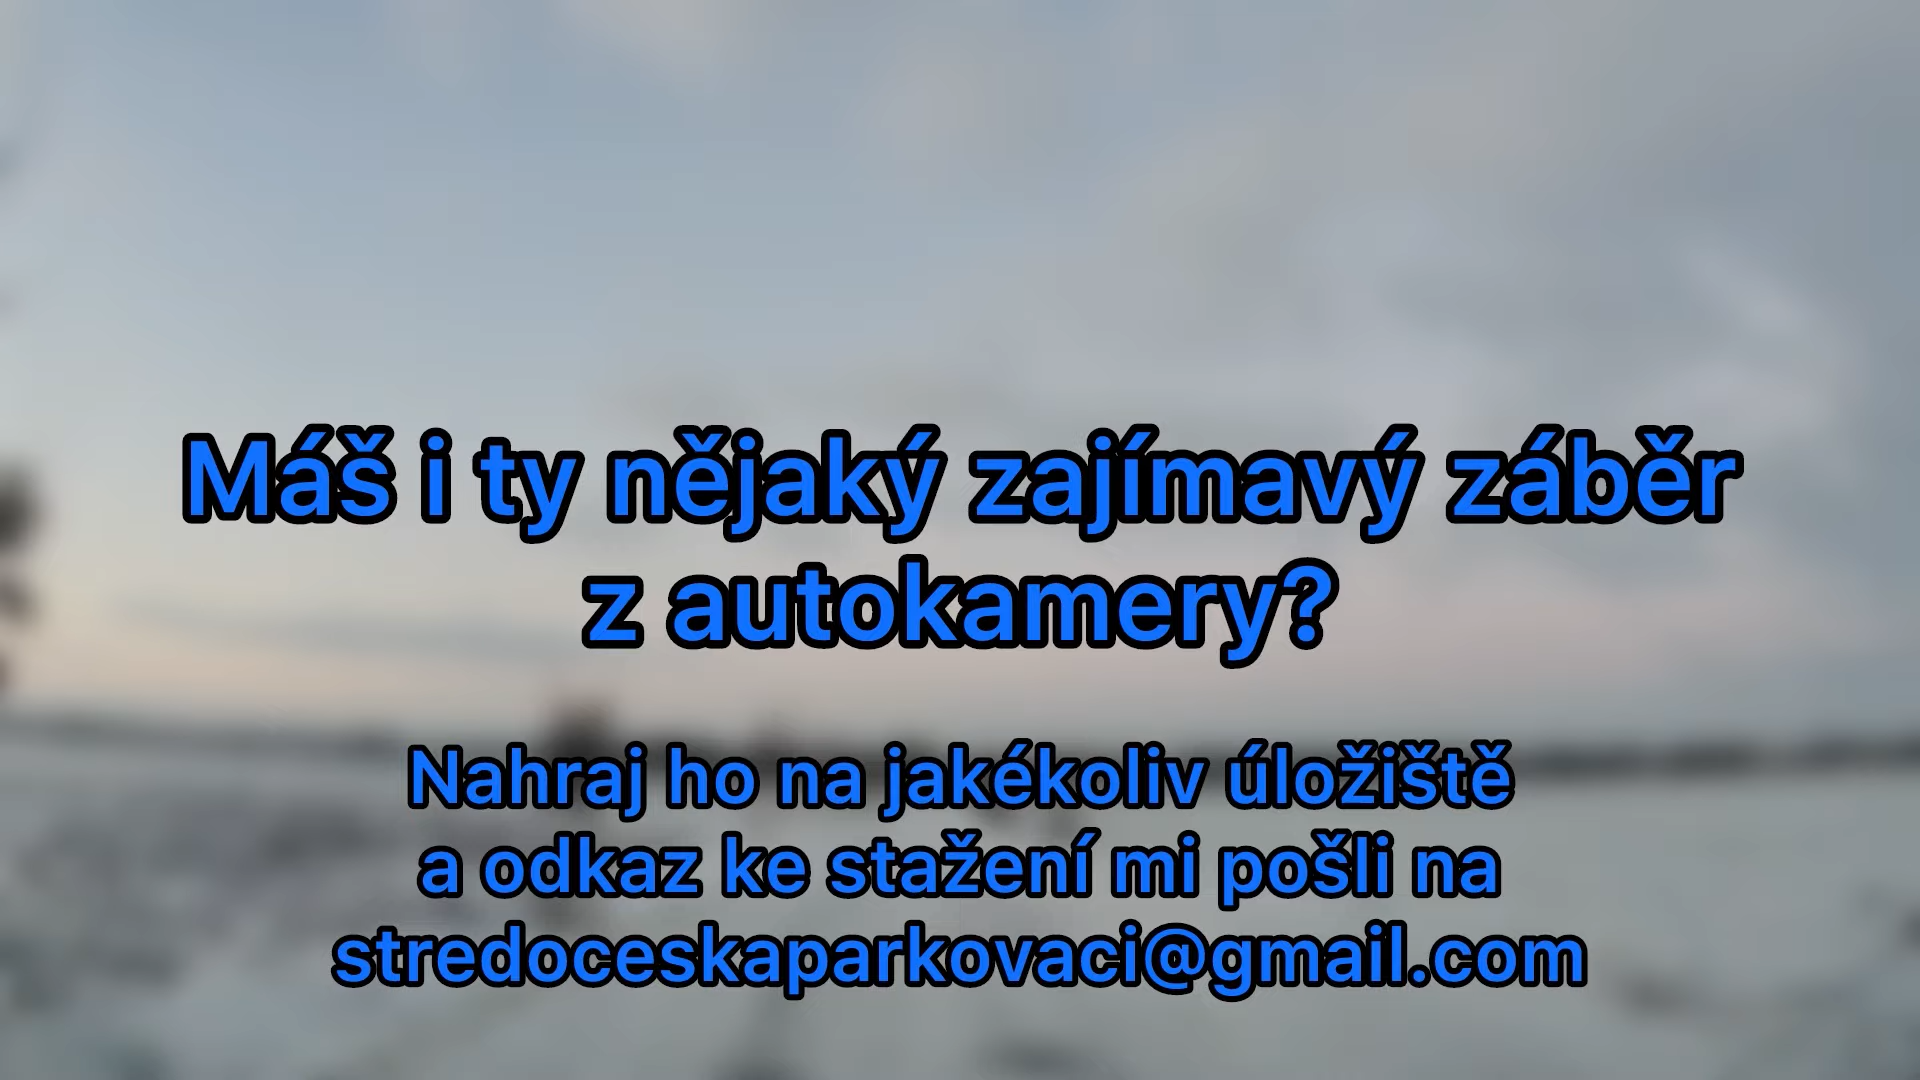 Máš i ty nějaký zajímavý záběr
z autokamery?
Nahraj ho na jakékoliv úložiště
a odkaz ke stažení mi pošli na
stredoceskaparkovaci@gmail.com